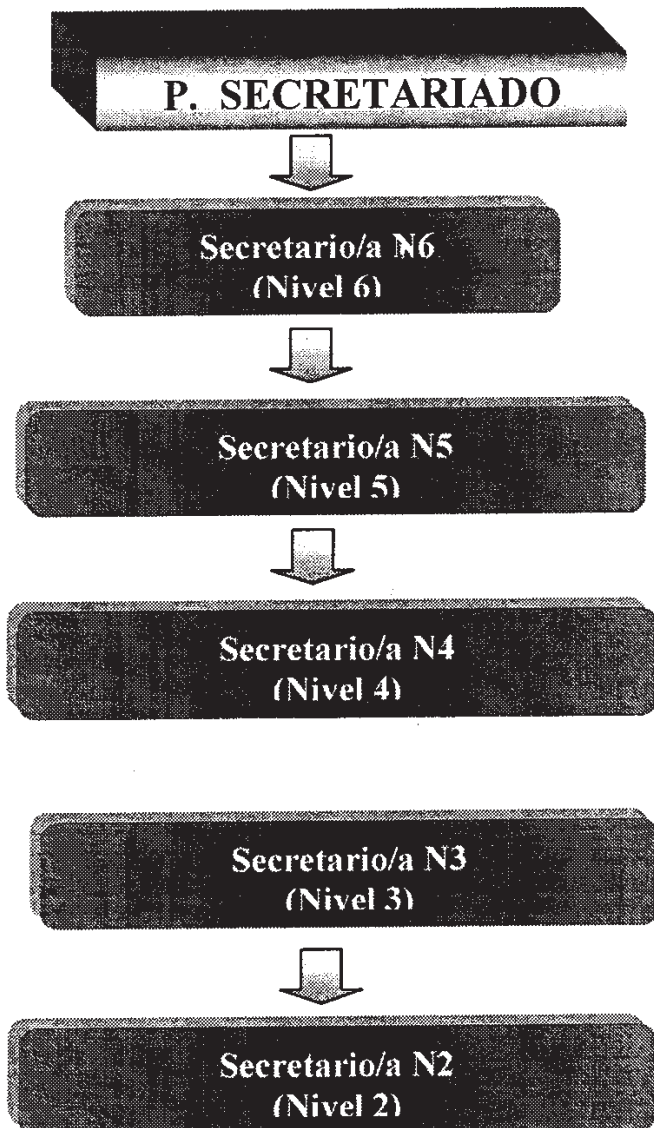 P. SECRETARIADO
Secretario/a N6
(Nivel 6)
Secretario/a N5
(Nivel 5)
Secretario/a N4
(Nivel 4)
Secretario/a N3
(Nivel 3)
Secretario/a N2
(Nivel 2)